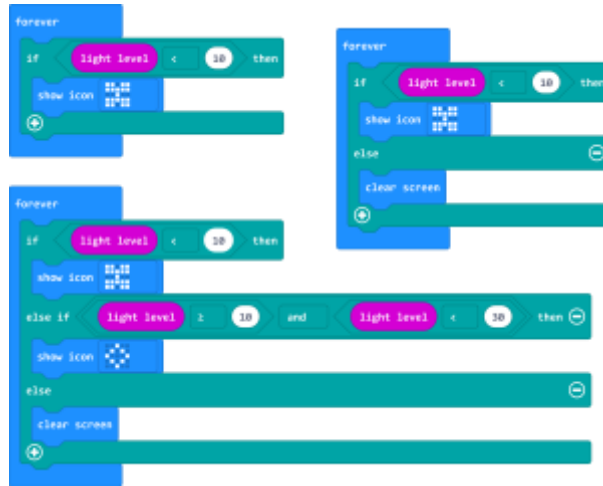 forever
if light level < 10 then
show icon
forever
if light level < 10 then
show icon
else
clear screen
forever
if light level < 10 then
show icon
else if light level ≥ 10 and light level < 30 then
show icon
else
clear screen